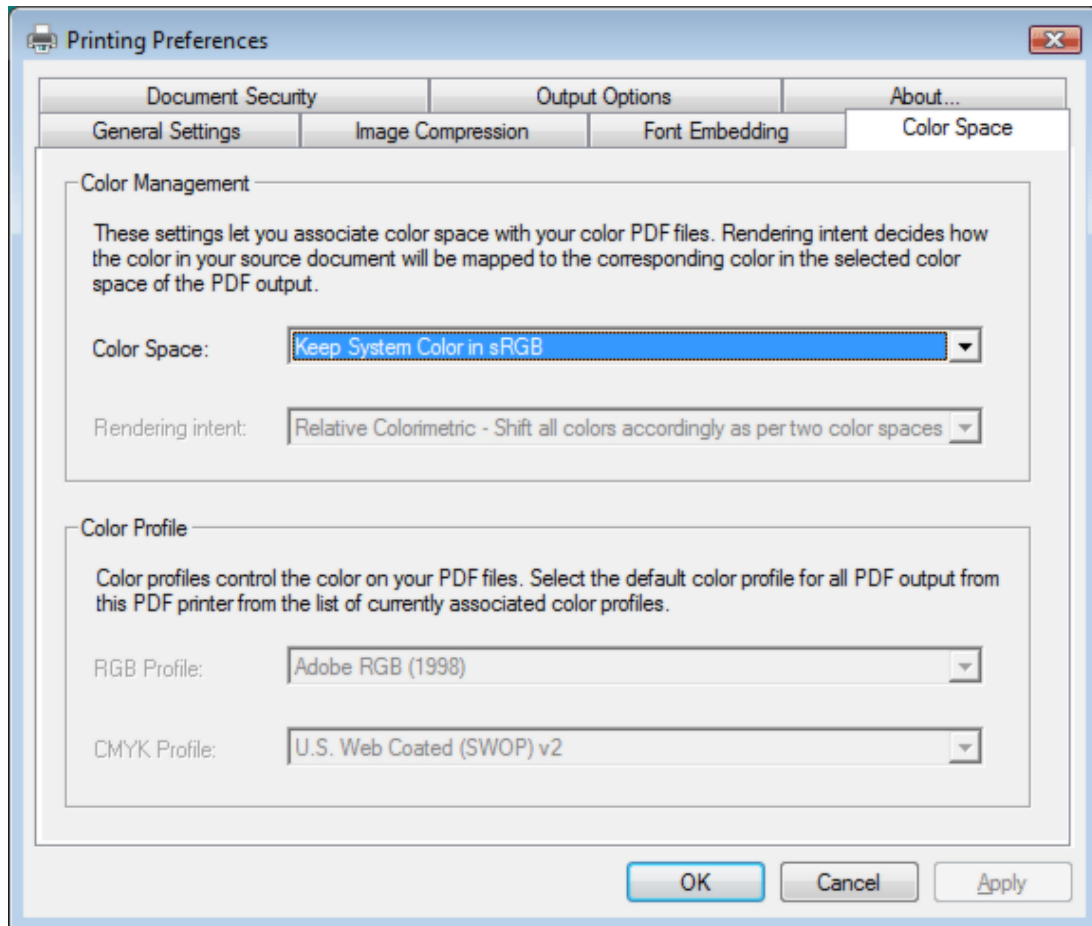 Printing Preferences
Document Security
Output Options
About...
General Settings
Image Compression
Font Embedding
Color Space
Color Management
These settings let you associate color space with your color PDF files. Rendering intent decides how
the color in your source document will be mapped to the corresponding color in the selected color
space of the PDF output.
Color Space:
Keep System Color in sRGB
Rendering intent:
Relative Colorimetric - Shift all colors accordingly as per two color spaces
Color Profile
Color profiles control the color on your PDF files. Select the default color profile for all PDF output from
this PDF printer from the list of currently associated color profiles.
RGB Profile:
Adobe RGB (1998)
CMYK Profile:
U.S. Web Coated (SWOP) v2
OK
Cancel
Apply